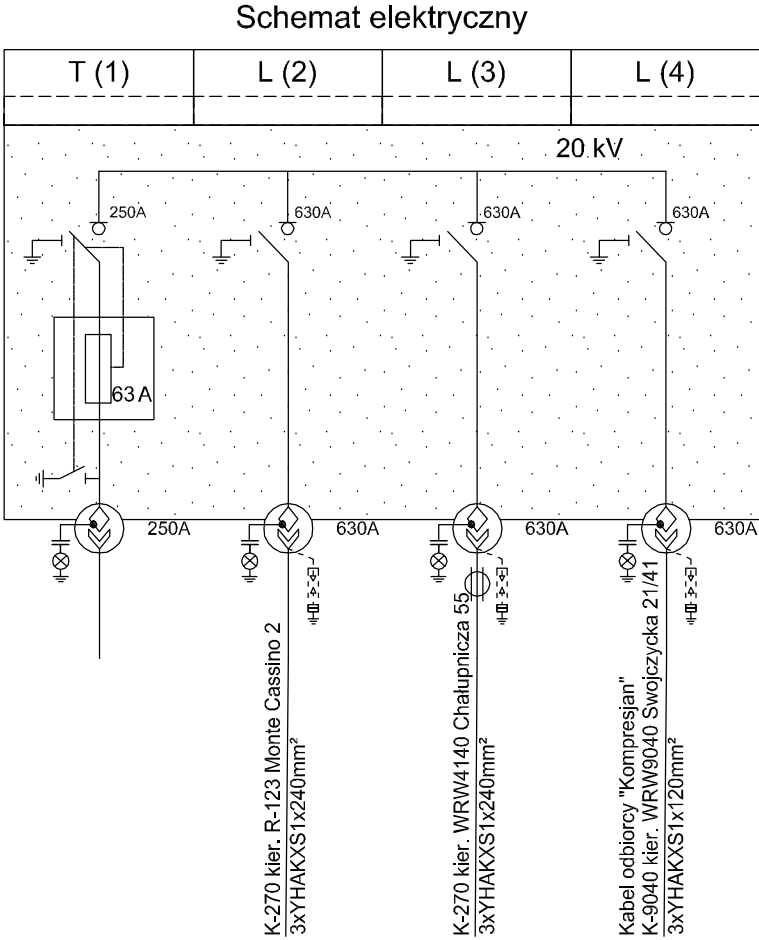 Schemat elektryczny
T (1)
L (2)
L (3)
L (4)
20 kV
250A
630A
630A
630A
63 A
250A
630A
630A
630A
K-270 kier. R-123 Monte Cassino 2
3xYHAKXS1x240mm²
K-270 kier. WRW4140 Chałupnicza 55
3xYHAKXS1x240mm²
Kabel odbiorcy "Kompresjan"
K-9040 kier. WRW9040 Swojczycka 21/41
3xYHAKXS1x120mm²